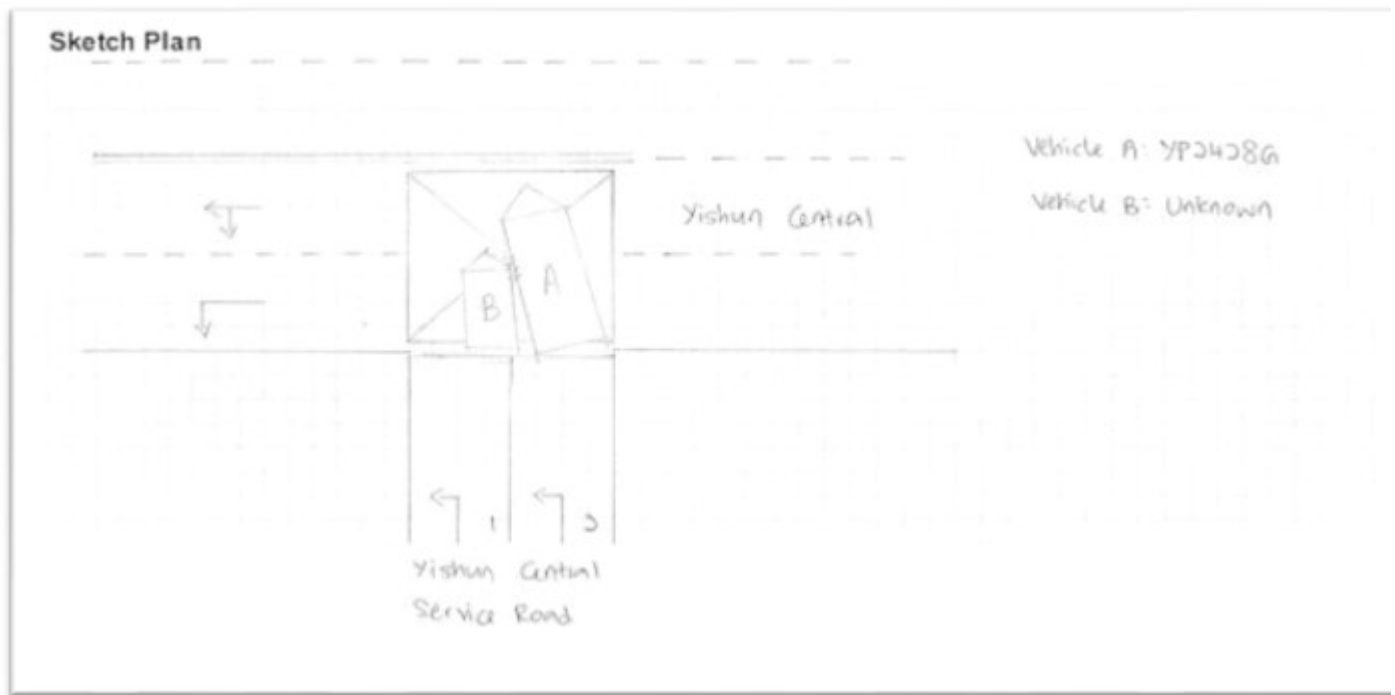 Sketch Plan
Vehicle A: YP2428G
Yishun Central
Vehicle B: Unknown
B
A
1
2
Yishun Central
Service Road